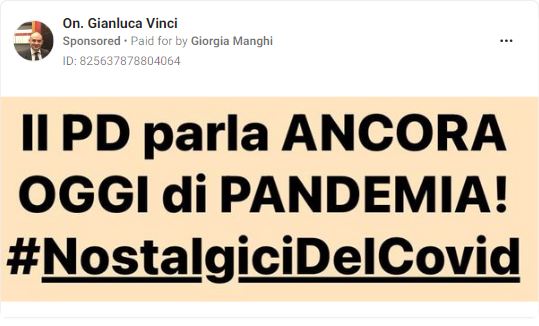 On. Gianluca Vinci
Sponsored • Paid for by Giorgia Manghi
ID: 825637878804064
Il PD parla ANCORA
OGGI di PANDEMIA!
#NostalgiciDelCovid